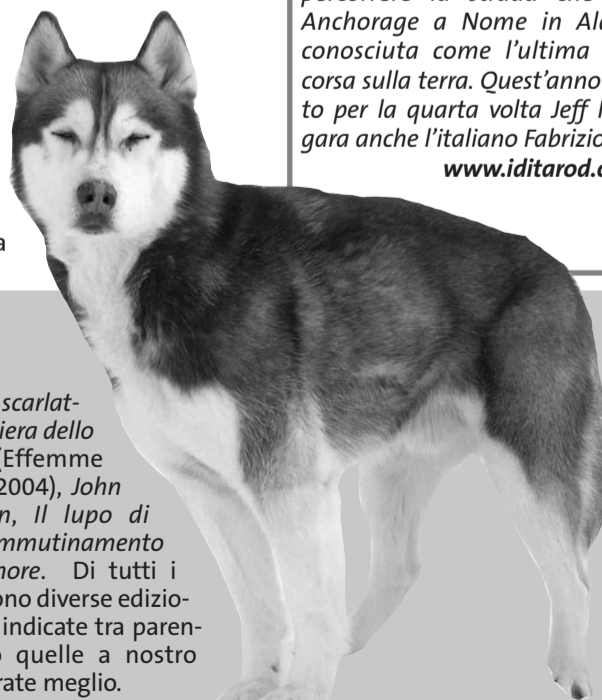 percorrere la strada che
Anchorage a Nome in Ala
conosciuta come l’ultima
corsa sulla terra. Quest’anno
to per la quarta volta Jeff
gara anche l’italiano Fabrizio
www.iditarod.c
a
scarlat-
iera dello
(Effemme
2004), John
n, Il lupo di
mmutinamento
nore. Di tutti i
ono diverse edizio-
indicate tra paren-
o quelle a nostro
rate meglio.